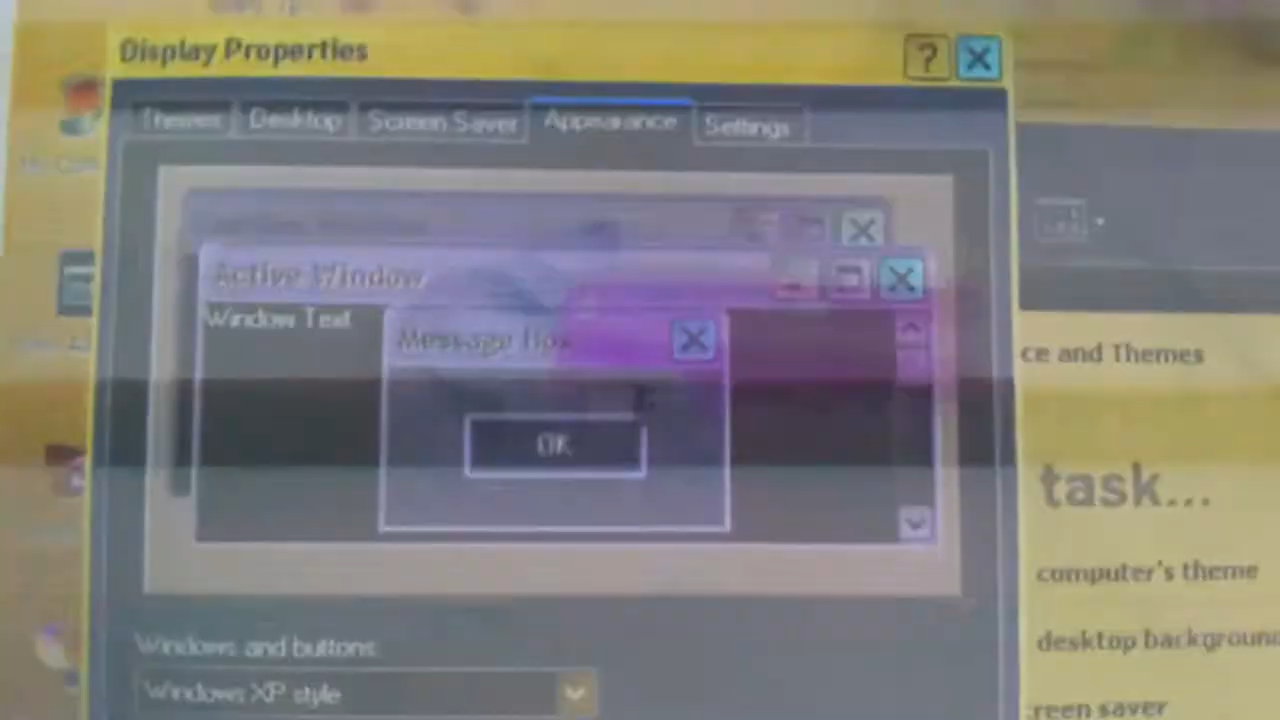 Display Properties
?
Themes Desktop Screen Saver Appearance Settings
Active Window
Window Text
Message Box
OK
ce and Themes
task...
computer's theme
desktop background
Windows and buttons:
Windows XP style
reen saver